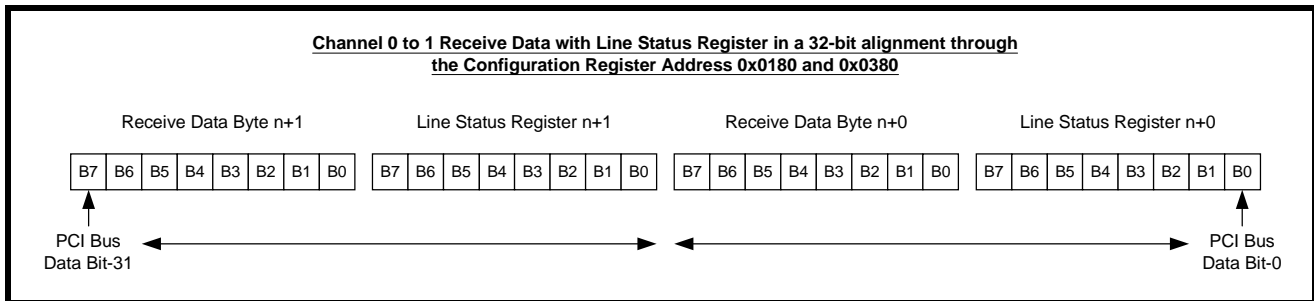 Channel 0 to 1 Receive Data with Line Status Register in a 32-bit alignment through
the Configuration Register Address 0x0180 and 0x0380
Receive Data Byte n+1 Line Status Register n+1 Receive Data Byte n+0 Line Status Register n+0
B7 B6 B5 B4 B3 B2 B1 B0 B7 B6 B5 B4 B3 B2 B1 B0 B7 B6 B5 B4 B3 B2 B1 B0 B7 B6 B5 B4 B3 B2 B1 B0
PCI Bus PCI Bus
Data Bit-31 Data Bit-0